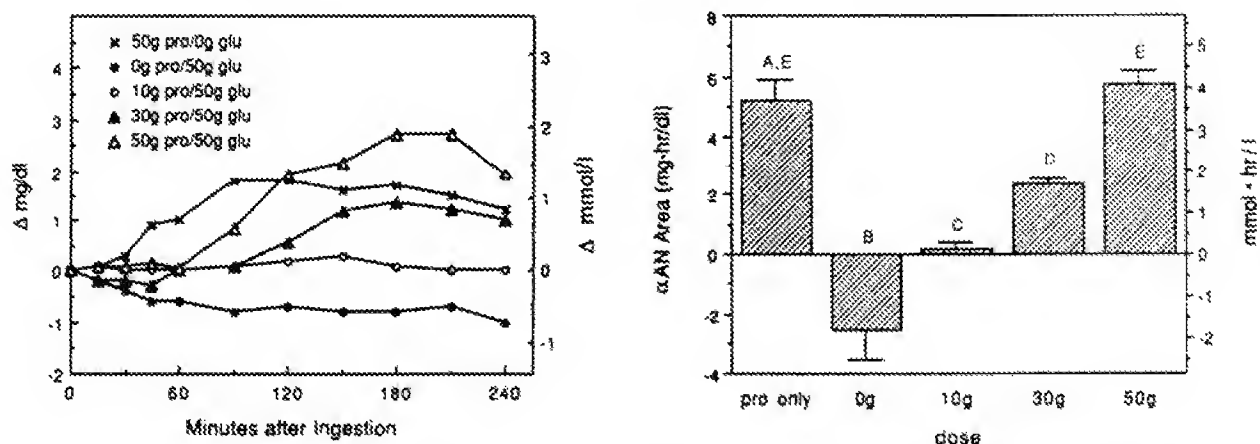 50g pro/0g glu
0g pro/50g glu
10g pro/50g glu
30g pro/50g glu
50g pro/50g glu
4
3
2
1
0
-1
-2
Δ mg/dl
3
2
1
0
-1
Δ mmol/l
0 60 120 180 240
Minutes after Ingestion
8
6
4
2
0
-2
-4
αAN Area (mg·hr/dl)
A,E
B
C
D
E
5
4
3
2
1
0
-1
-2
mmol · hr / l
pro only 0g 10g 30g 50g
dose